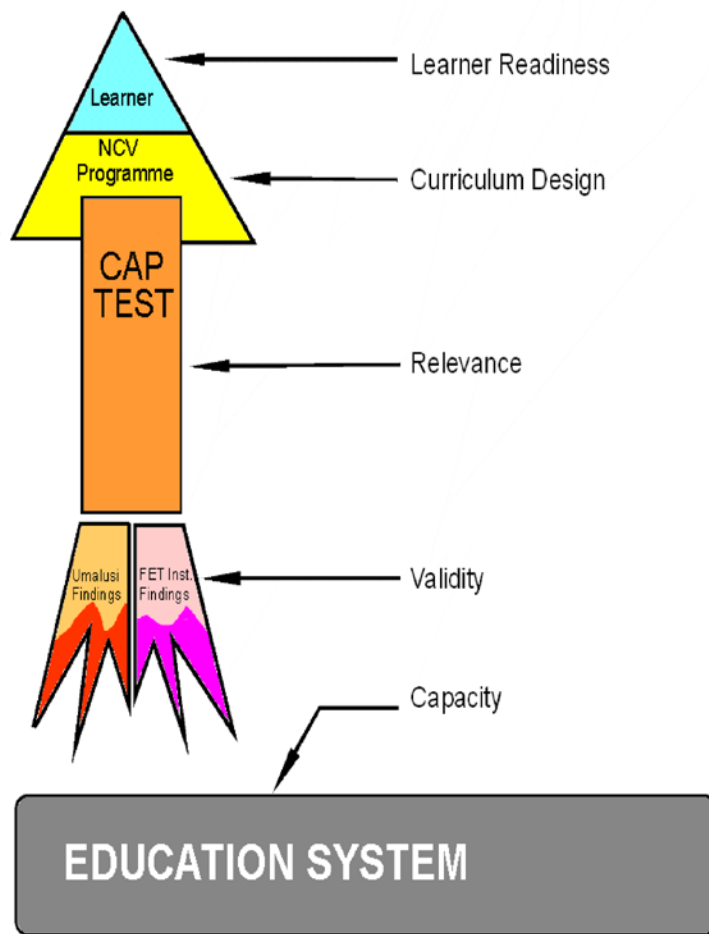 Learner
Learner Readiness
NCV
Programme
Curriculum Design
CAP
TEST
Relevance
Umalusi
Findings
FET Inst.
Findings
Validity
Capacity
EDUCATION SYSTEM